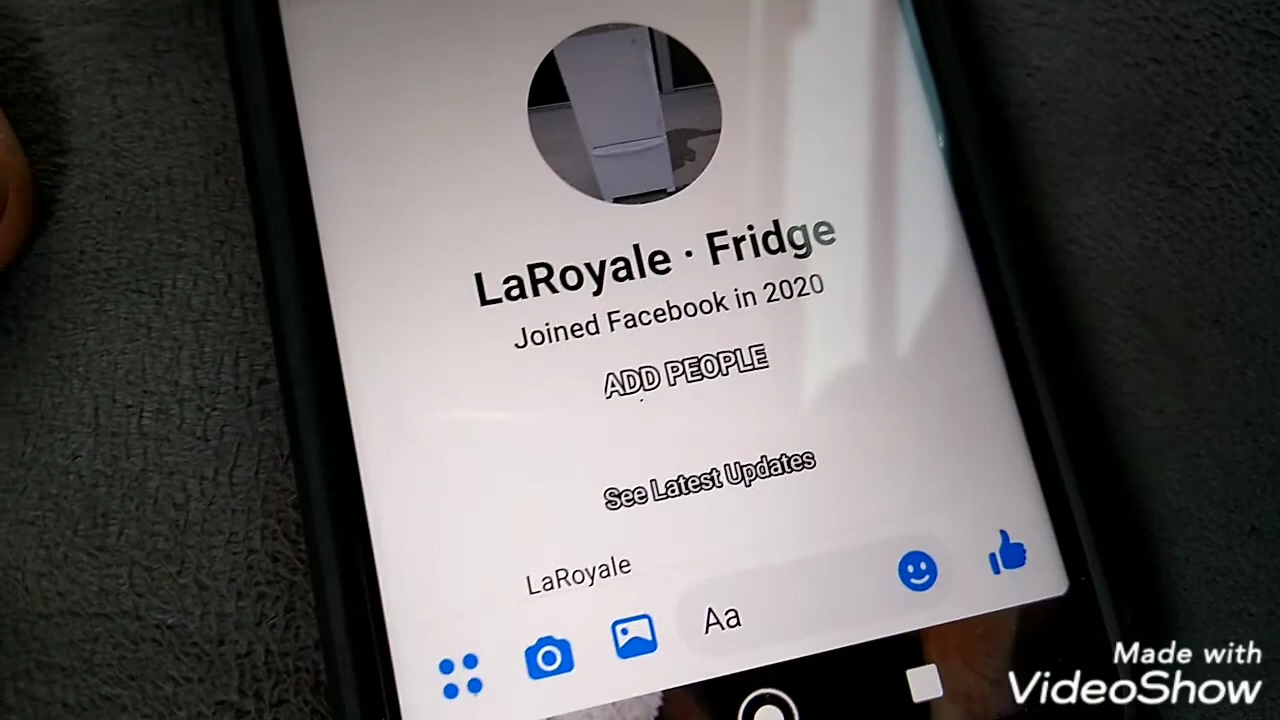 LaRoyale · Fridge
Joined Facebook in 2020
ADD PEOPLE
See Latest Updates
LaRoyale
Aa
Made with
VideoShow